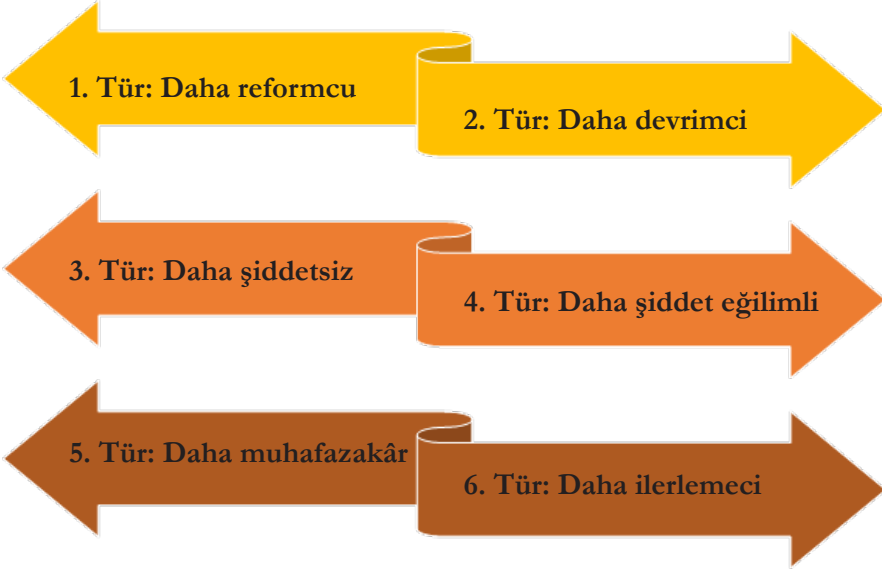 1. Tür: Daha reformcu
2. Tür: Daha devrimci
3. Tür: Daha şiddetsiz
4. Tür: Daha şiddet eğilimli
5. Tür: Daha muhafazakâr
6. Tür: Daha ilerlemeci